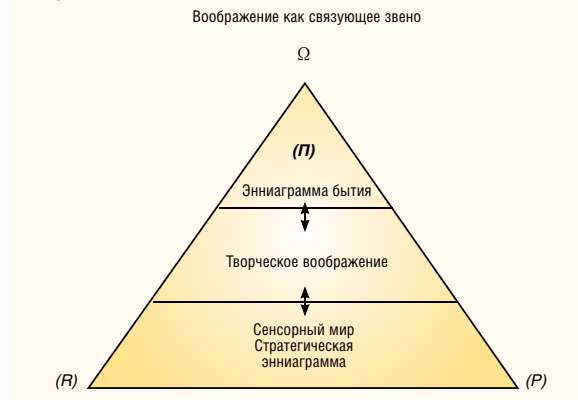 Воображение как связующее звено
Ω
(П)
Энниаграмма бытия
Творческое воображение
Сенсорный мир
Стратегическая
энниаграмма
(R)
(P)